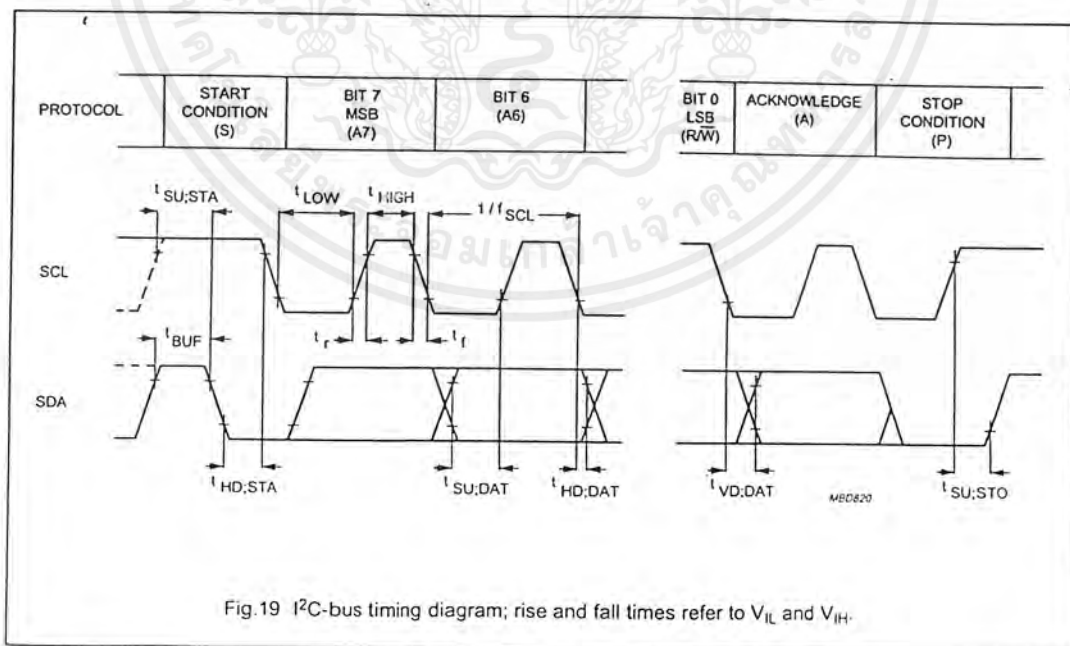 PROTOCOL
START CONDITION (S)
BIT 7 MSB (A7)
BIT 6 (A6)
BIT 0 LSB (R/W̅)
ACKNOWLEDGE (A)
STOP CONDITION (P)
t SU;STA
t LOW
t HIGH
1 / f SCL
SCL
t BUF
t r
t f
SDA
t HD;STA
t SU;DAT
t HD;DAT
t VD;DAT
MBD820
t SU;STO
Fig.19 I²C-bus timing diagram; rise and fall times refer to VIL and VIH.